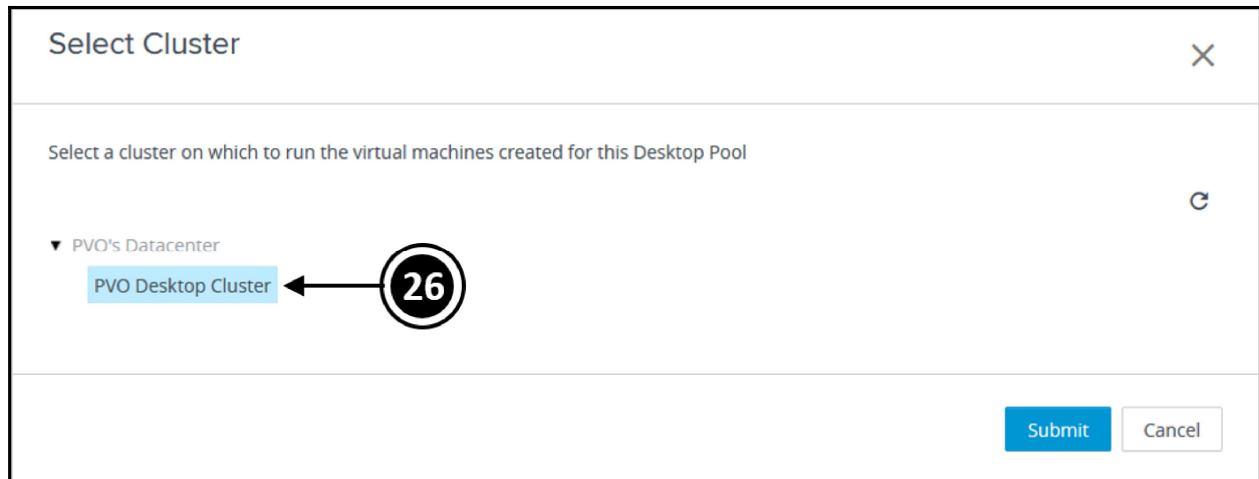 Select Cluster
Select a cluster on which to run the virtual machines created for this Desktop Pool
PVO's Datacenter
PVO Desktop Cluster
26
Submit
Cancel